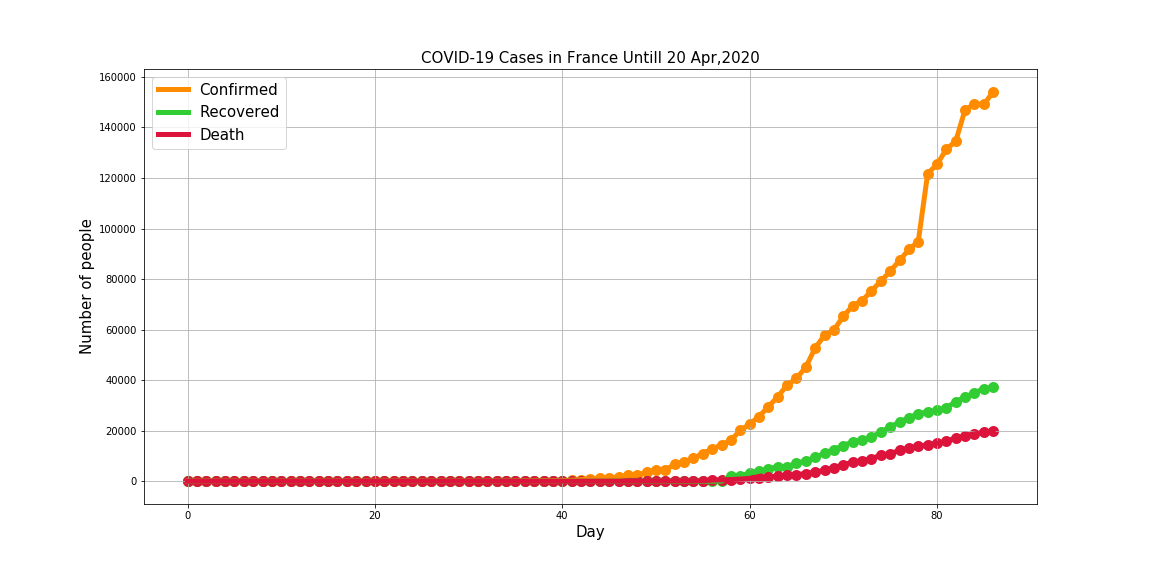 COVID-19 Cases in France Untill 20 Apr,2020
160000
140000
120000
100000
80000
60000
40000
20000
0
Number of people
Confirmed
Recovered
Death
0 20 40 60 80
Day